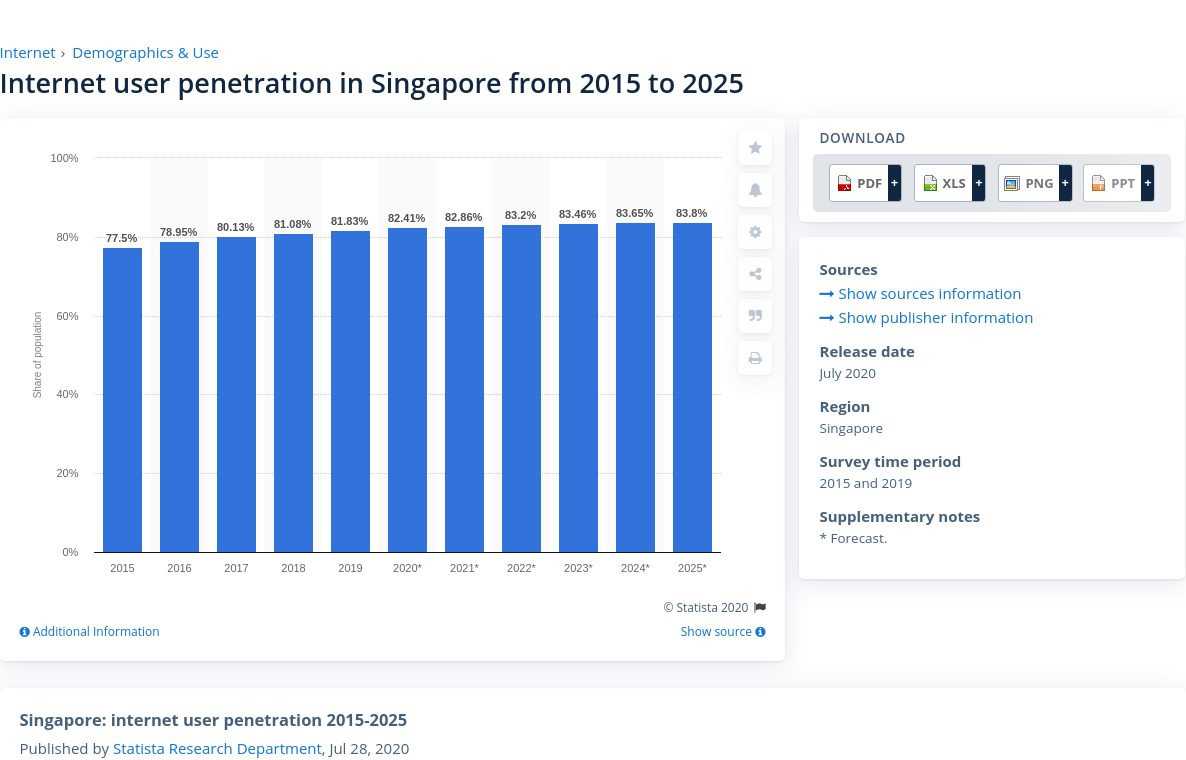 Internet › Demographics & Use
Internet user penetration in Singapore from 2015 to 2025
100%
80%
60%
40%
20%
0%
Share of population
77.5%
78.95%
80.13%
81.08%
81.83%
82.41%
82.86%
83.2%
83.46%
83.65%
83.8%
2015
2016
2017
2018
2019
2020*
2021*
2022*
2023*
2024*
2025*
© Statista 2020
Additional Information
Show source
DOWNLOAD
PDF +
XLS +
PNG +
PPT +
Sources
Show sources information
Show publisher information
Release date
July 2020
Region
Singapore
Survey time period
2015 and 2019
Supplementary notes
* Forecast.
Singapore: internet user penetration 2015-2025
Published by Statista Research Department, Jul 28, 2020